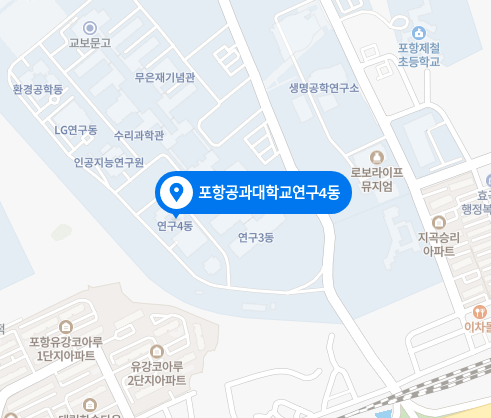 교보문고
포항제철
초등학교
무은재기념관
환경공학동
생명공학연구소
LG연구동
수리과학관
인공지능연구원
로보라이프
뮤지엄
포항공과대학교연구4동
효
행정복
연구4동
연구3동
지곡승리
아파트
이차돌
포항유강코아루
1단지아파트
유강코아루
2단지아파트